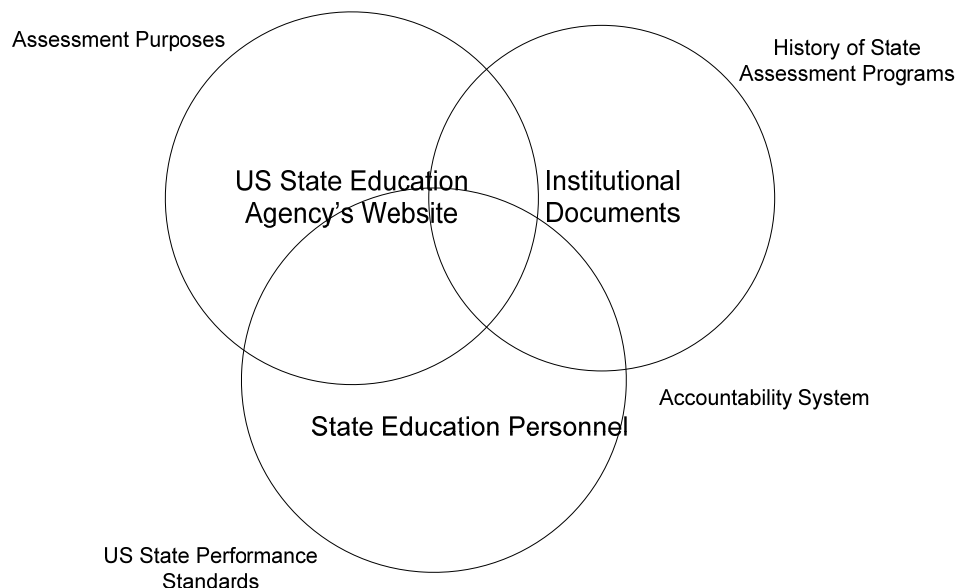 Assessment Purposes
History of State
Assessment Programs
US State Education
Agency's Website
Institutional
Documents
Accountability System
State Education Personnel
US State Performance
Standards